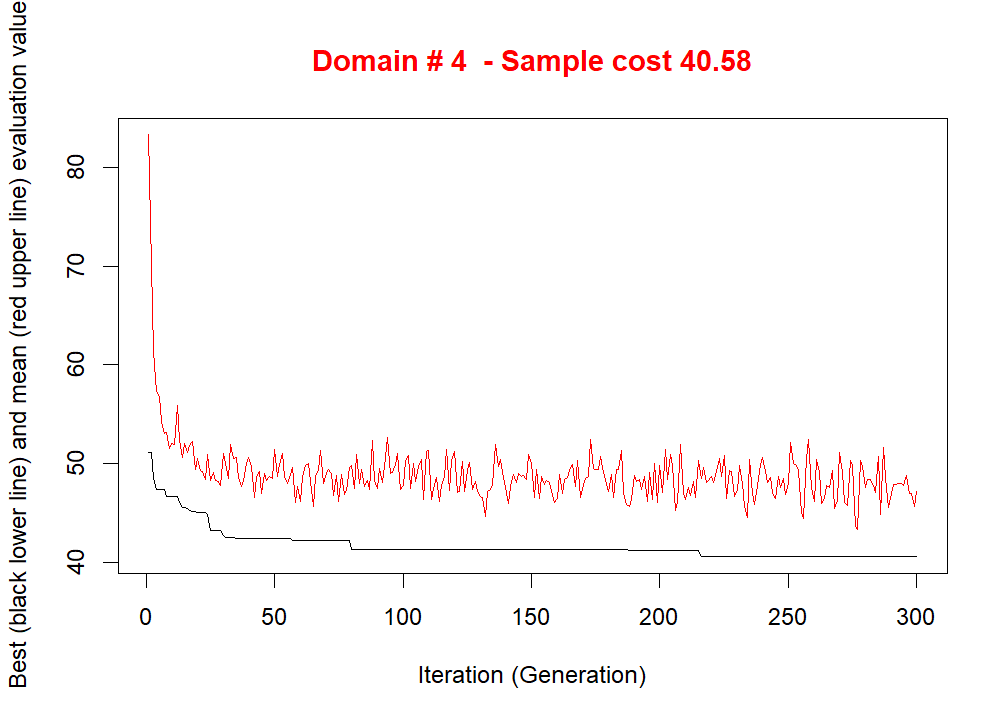 Domain # 4  - Sample cost 40.58
Best (black lower line) and mean (red upper line) evaluation value
80
70
60
50
40
0 50 100 150 200 250 300
Iteration (Generation)